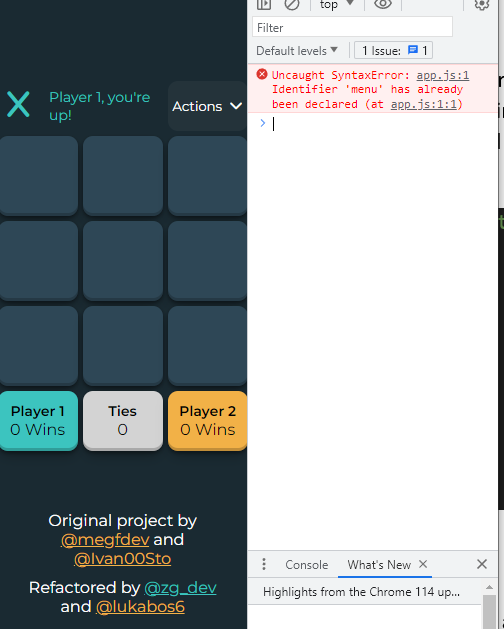 top
Filter
Default levels
1 Issue:
1
Uncaught SyntaxError: app.js:1
Identifier 'menu' has already
been declared (at app.js:1:1)
Player 1, you're
up!
Actions
Player 1
0 Wins
Ties
0
Player 2
0 Wins
Original project by
@megfdev and
@Ivan00Sto
Refactored by @zg_dev
and @lukabos6
Console
What's New
Highlights from the Chrome 114 up...